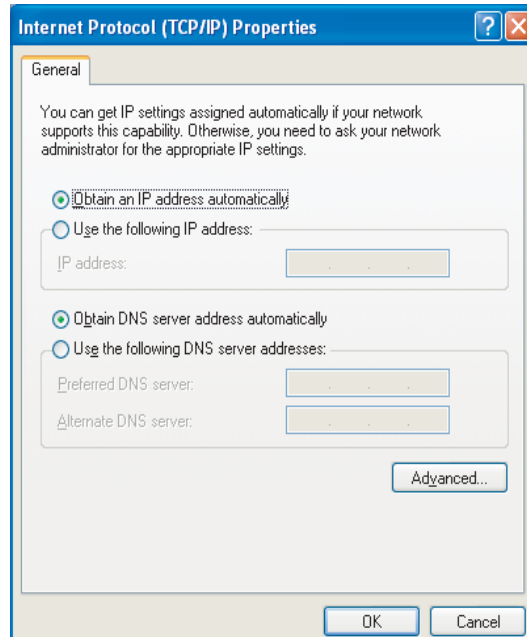 Internet Protocol (TCP/IP) Properties
General
You can get IP settings assigned automatically if your network
supports this capability. Otherwise, you need to ask your network
administrator for the appropriate IP settings.
Obtain an IP address automatically
Use the following IP address:
IP address:
Obtain DNS server address automatically
Use the following DNS server addresses:
Preferred DNS server:
Alternate DNS server:
Advanced...
OK Cancel